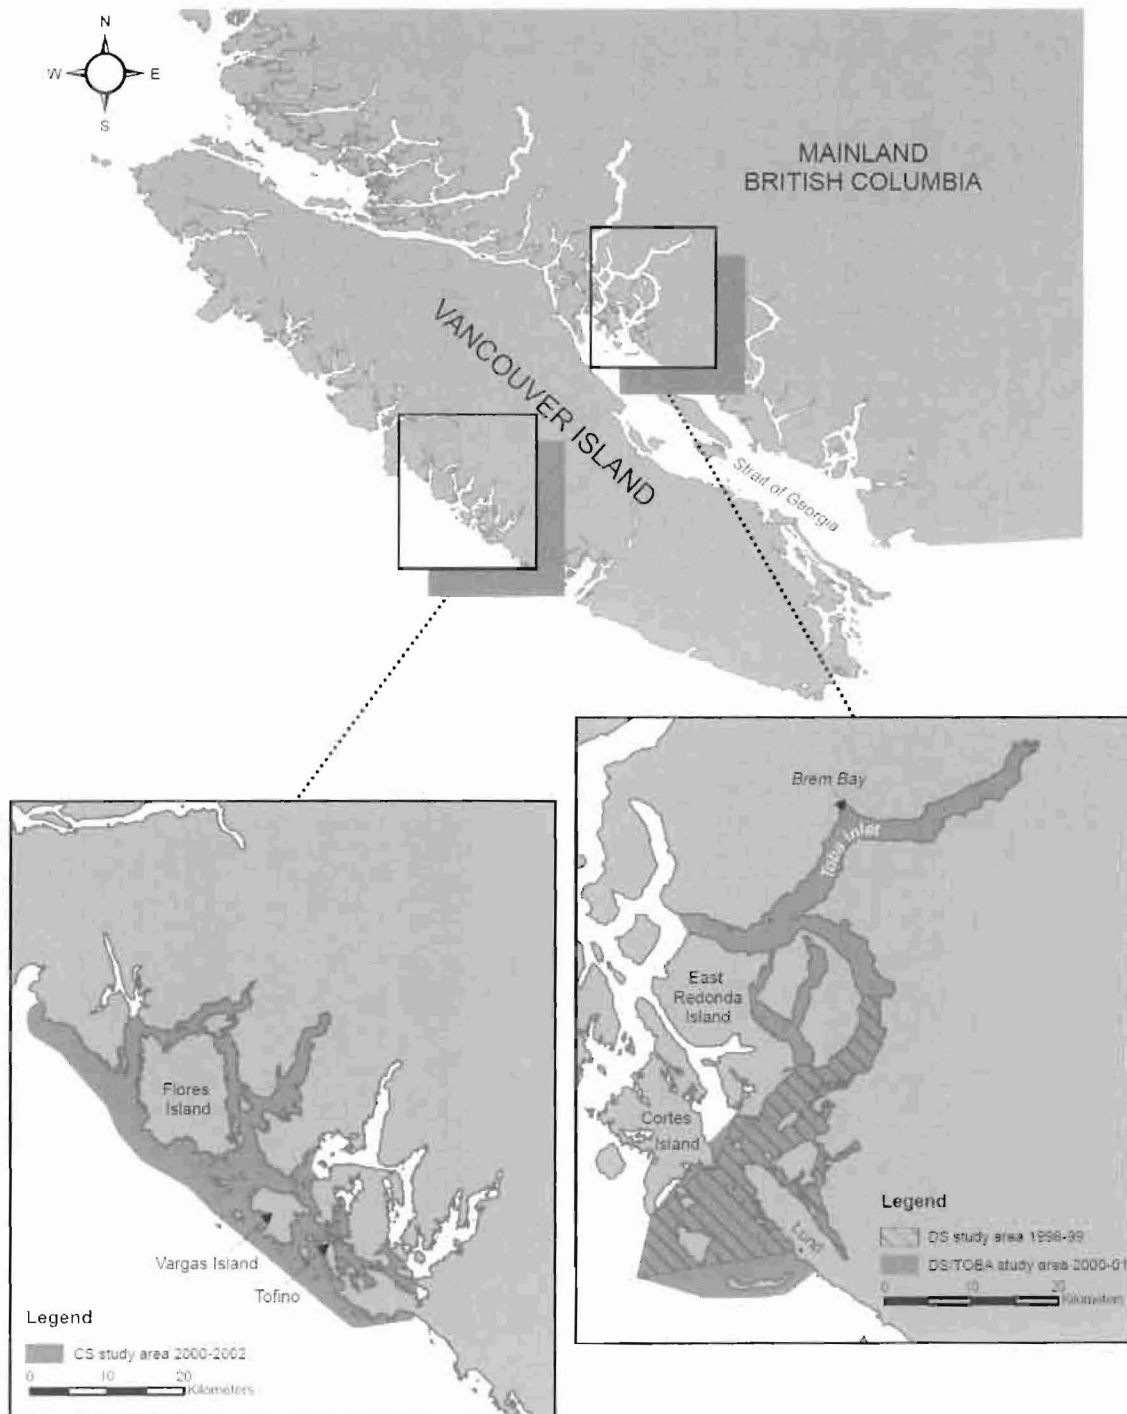 N
W E
S
MAINLAND
BRITISH COLUMBIA
VANCOUVER ISLAND
Strait of Georgia
Brem Bay
Toba Inlet
East
Redonda
Island
Cortes
Island
Lund
Legend
DS study area 1998-99
DS/TOBA study area 2000-01
0 10 20
Kilometers
Flores
Island
Vargas Island
Tofino
Legend
CS study area 2000-2002
0 10 20
Kilometers